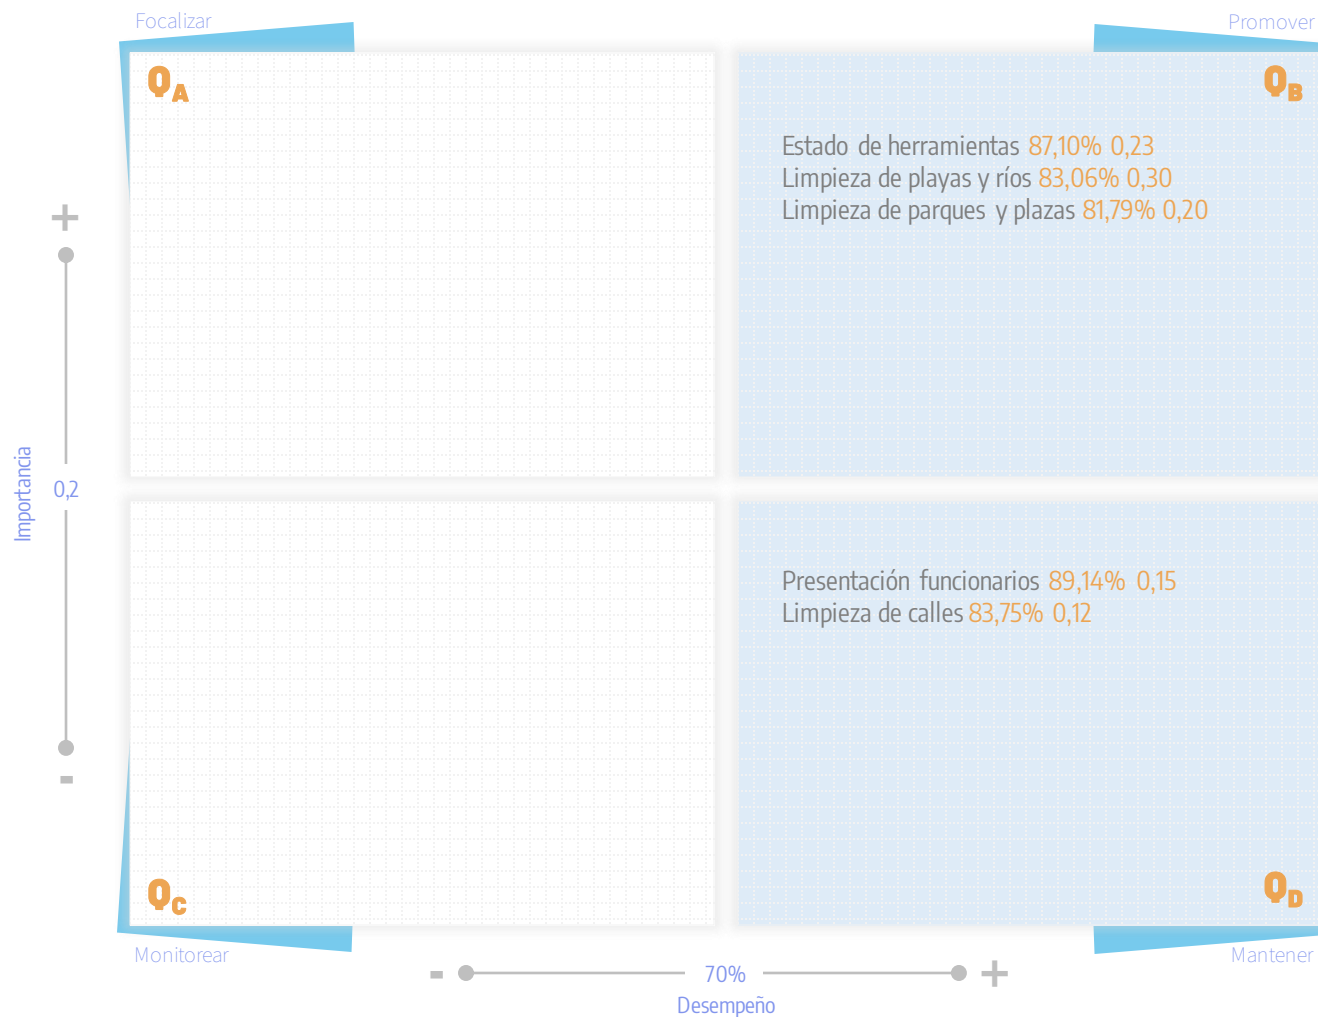 Focalizar
Promover
QA
QB
Estado de herramientas 87,10% 0,23
Limpieza de playas y ríos 83,06% 0,30
Limpieza de parques y plazas 81,79% 0,20
+
Importancia
0,2
-
Presentación funcionarios 89,14% 0,15
Limpieza de calles 83,75% 0,12
QC
QD
Monitorear
Mantener
- 70% +
Desempeño